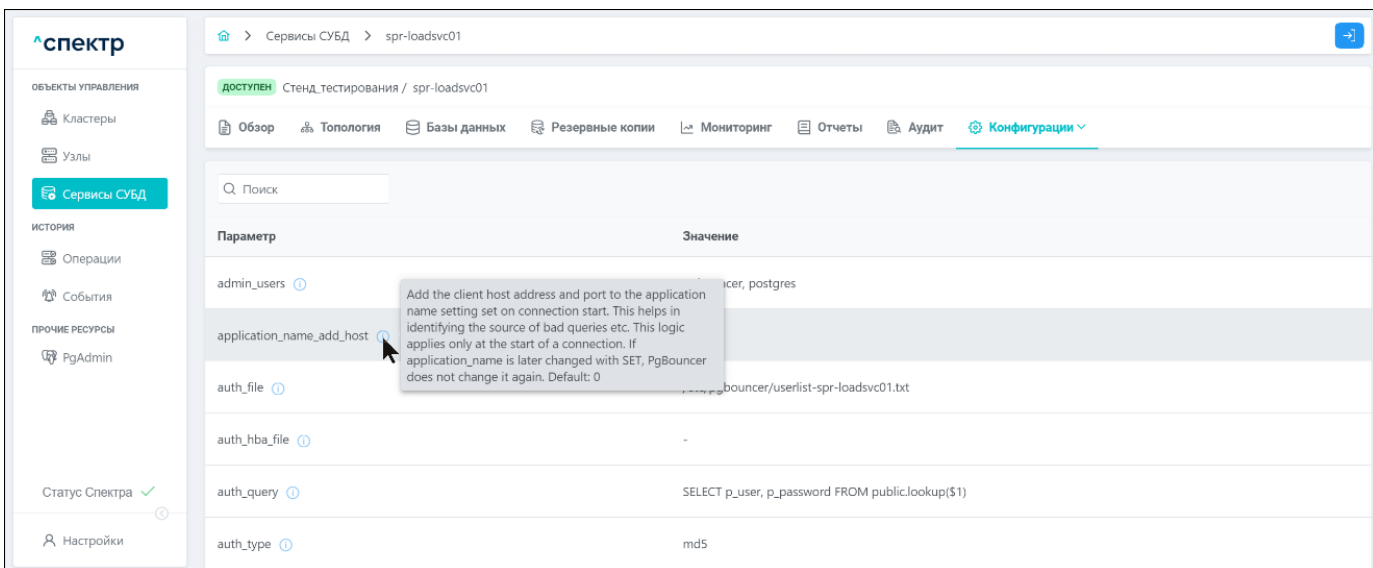 ^спектр
ОБЪЕКТЫ УПРАВЛЕНИЯ
Кластеры
Узлы
Сервисы СУБД
ИСТОРИЯ
Операции
События
ПРОЧИЕ РЕСУРСЫ
PgAdmin
Статус Спектра
Настройки
> Сервисы СУБД > spr-loadsvc01
ДОСТУПЕН Стенд_тестирования / spr-loadsvc01
Обзор Топология Базы данных Резервные копии Мониторинг Отчеты Аудит Конфигурации
Поиск
Параметр Значение
admin_users postgres
application_name_add_host
Add the client host address and port to the application
name setting set on connection start. This helps in
identifying the source of bad queries etc. This logic
applies only at the start of a connection. If
application_name is later changed with SET, PgBouncer
does not change it again. Default: 0
auth_file bouncer/userlist-spr-loadsvc01.txt
auth_hba_file -
auth_query SELECT p_user, p_password FROM public.lookup($1)
auth_type md5